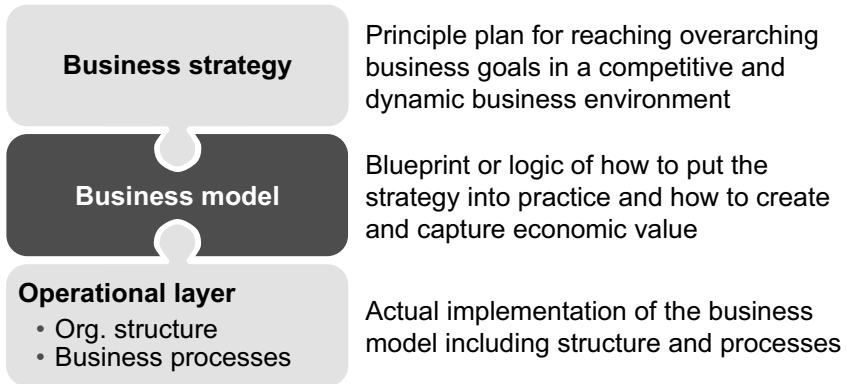 Business strategy
Principle plan for reaching overarching
business goals in a competitive and
dynamic business environment
Business model
Blueprint or logic of how to put the
strategy into practice and how to create
and capture economic value
Operational layer
• Org. structure
• Business processes
Actual implementation of the business
model including structure and processes